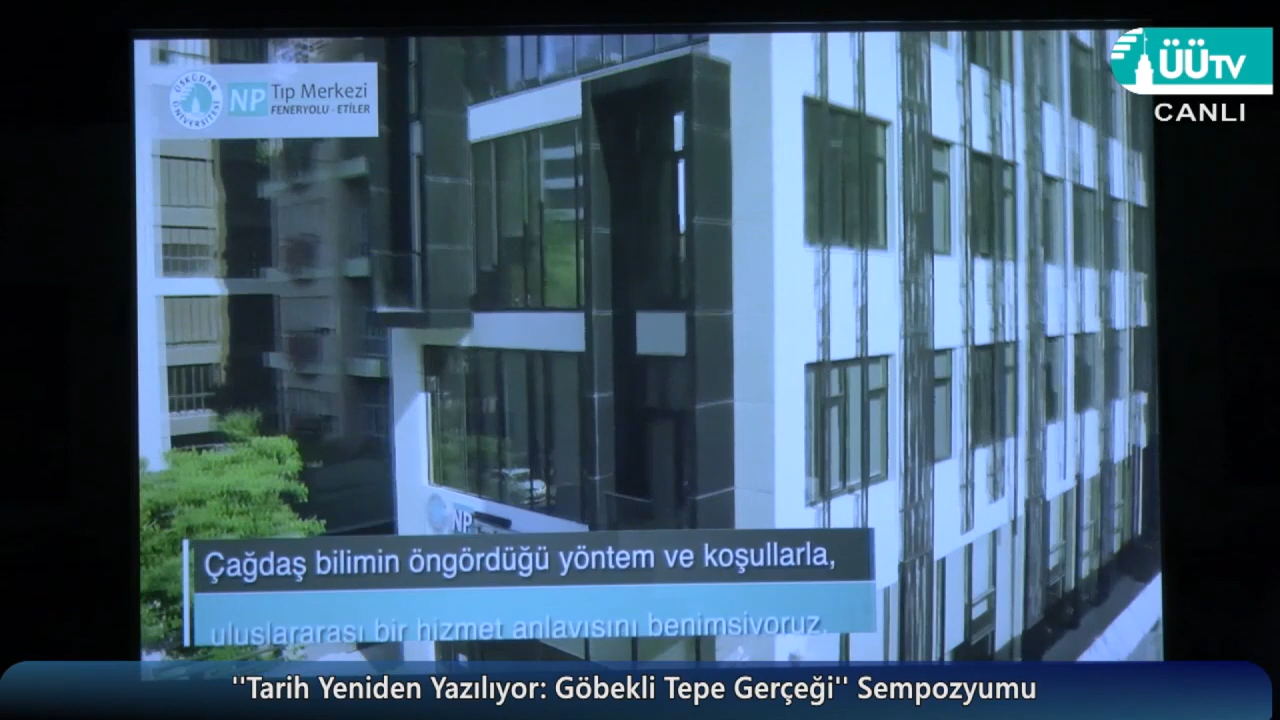 ÜÜTV
CANLI
ÜSKÜDAR ÜNİVERSİTESİ
NP Tıp Merkezi
FENERYOLU - ETİLER
NP
Çağdaş bilimin öngördüğü yöntem ve koşullarla,
uluslararası bir hizmet anlayışını benimsiyoruz.
''Tarih Yeniden Yazılıyor: Göbekli Tepe Gerçeği'' Sempozyumu